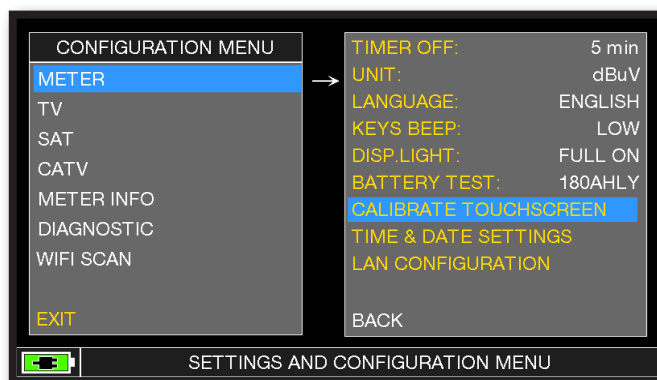 CONFIGURATION MENU
METER
TV
SAT
CATV
METER INFO
DIAGNOSTIC
WIFI SCAN
EXIT
TIMER OFF: 5 min
UNIT: dBuV
LANGUAGE: ENGLISH
KEYS BEEP: LOW
DISP.LIGHT: FULL ON
BATTERY TEST: 180AHLY
CALIBRATE TOUCHSCREEN
TIME & DATE SETTINGS
LAN CONFIGURATION
BACK
SETTINGS AND CONFIGURATION MENU